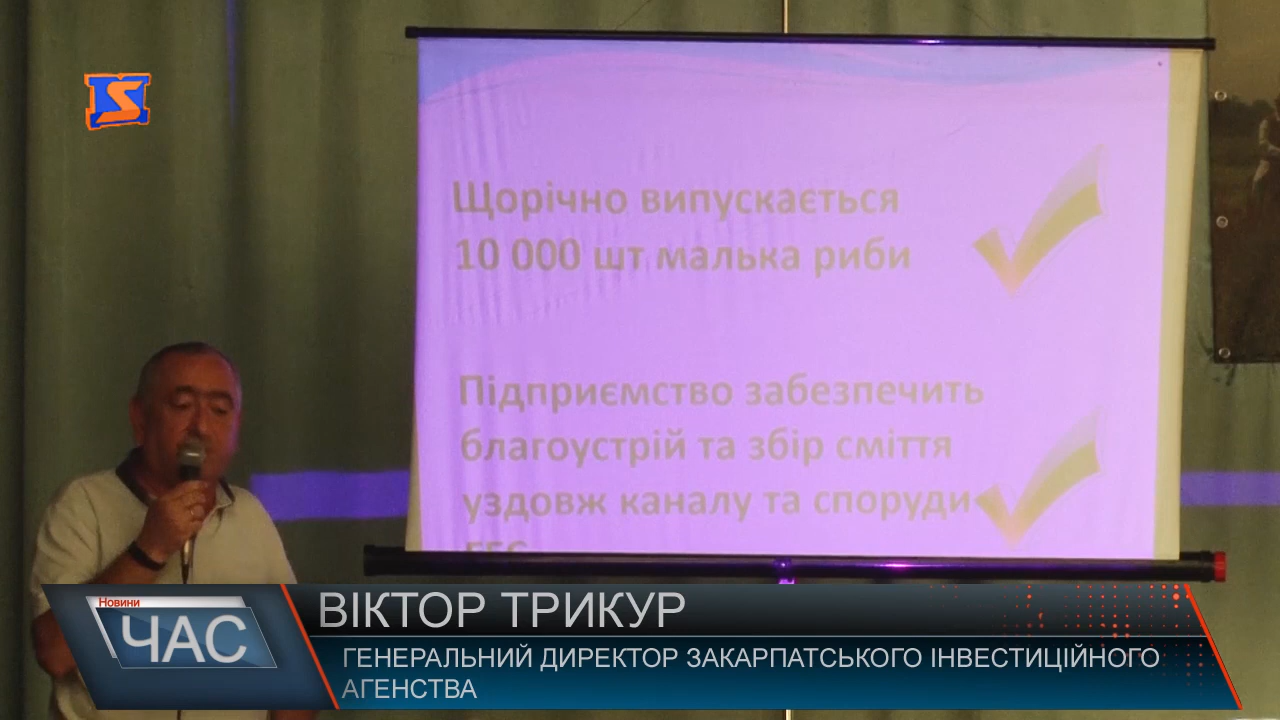 Щорічно випускається
10 000 шт малька риби
Підприємство забезпечить
благоустрій та збір сміття
уздовж каналу та споруди
Новини
ЧАС
ВІКТОР ТРИКУР
ГЕНЕРАЛЬНИЙ ДИРЕКТОР ЗАКАРПАТСЬКОГО ІНВЕСТИЦІЙНОГО
АГЕНСТВА